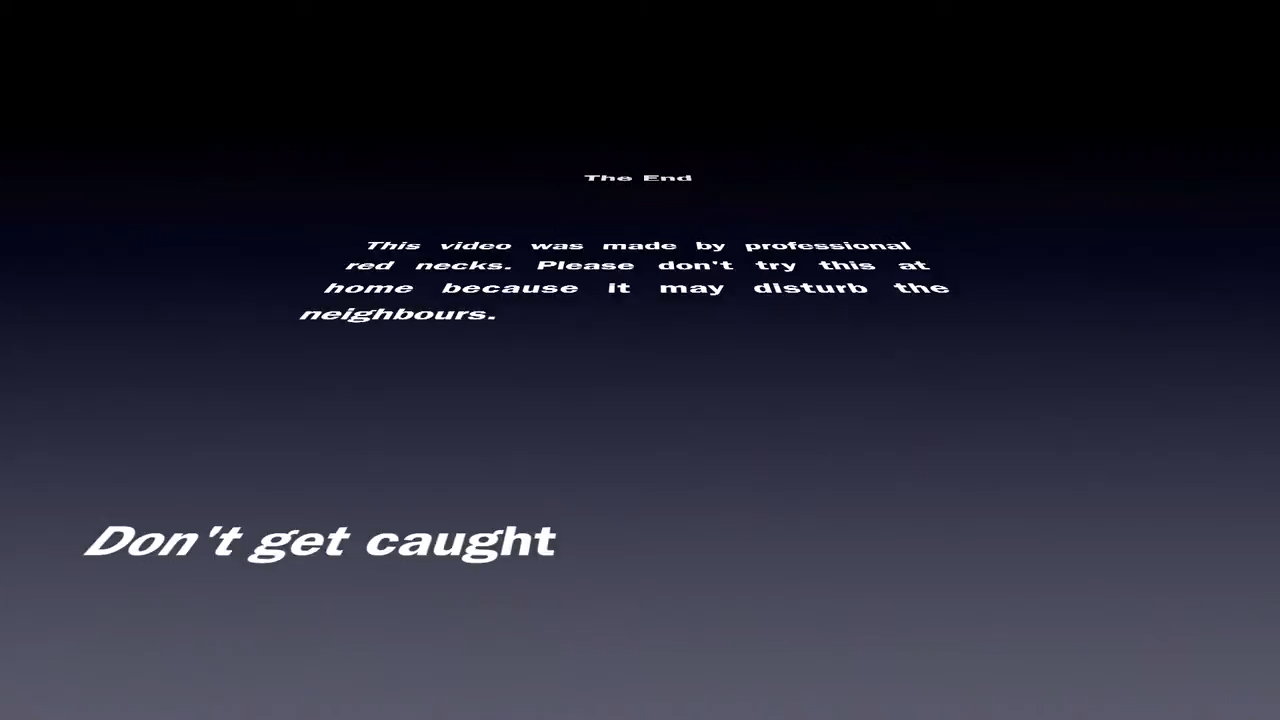 The End
This video was made by professional
red necks. Please don't try this at
home because it may disturb the
neighbours.
Don't get caught